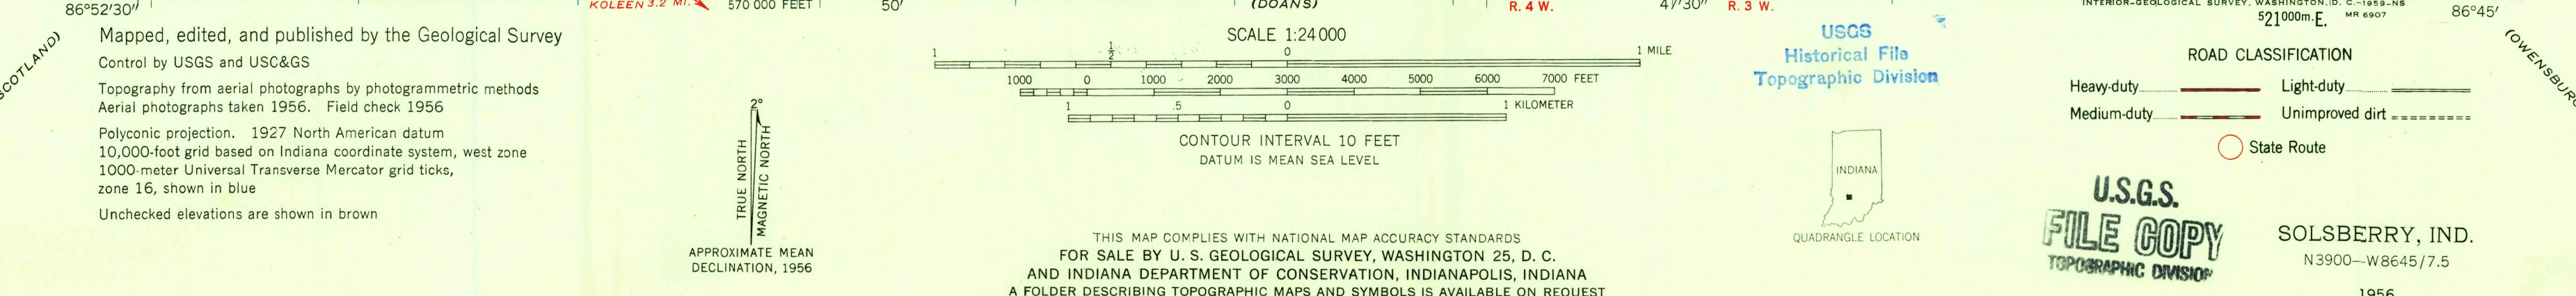 86°52'30"
KOLEEN 3.2 MI.
570 000 FEET
50'
(DOANS)
R. 4 W.
47'30"
R. 3 W.
INTERIOR—GEOLOGICAL SURVEY, WASHINGTON, D. C.—1959—NS
521000m.E.
MR 6907
86°45'
SCOTLAND)
Mapped, edited, and published by the Geological Survey
Control by USGS and USC&GS
Topography from aerial photographs by photogrammetric methods
Aerial photographs taken 1956. Field check 1956
Polyconic projection. 1927 North American datum
10,000-foot grid based on Indiana coordinate system, west zone
1000-meter Universal Transverse Mercator grid ticks,
zone 16, shown in blue
Unchecked elevations are shown in brown
2°
TRUE NORTH
MAGNETIC NORTH
APPROXIMATE MEAN
DECLINATION, 1956
SCALE 1:24000
1 ½ 0 1 MILE
1000 0 1000 2000 3000 4000 5000 6000 7000 FEET
1 .5 0 1 KILOMETER
CONTOUR INTERVAL 10 FEET
DATUM IS MEAN SEA LEVEL
THIS MAP COMPLIES WITH NATIONAL MAP ACCURACY STANDARDS
FOR SALE BY U. S. GEOLOGICAL SURVEY, WASHINGTON 25, D. C.
AND INDIANA DEPARTMENT OF CONSERVATION, INDIANAPOLIS, INDIANA
A FOLDER DESCRIBING TOPOGRAPHIC MAPS AND SYMBOLS IS AVAILABLE ON REQUEST
USGS
Historical File
Topographic Division
INDIANA
QUADRANGLE LOCATION
(OWENSBURG
ROAD CLASSIFICATION
Heavy-duty Light-duty
Medium-duty Unimproved dirt
State Route
U.S.G.S.
FILE COPY
TOPOGRAPHIC DIVISION
SOLSBERRY, IND.
N3900—W8645/7.5
1956